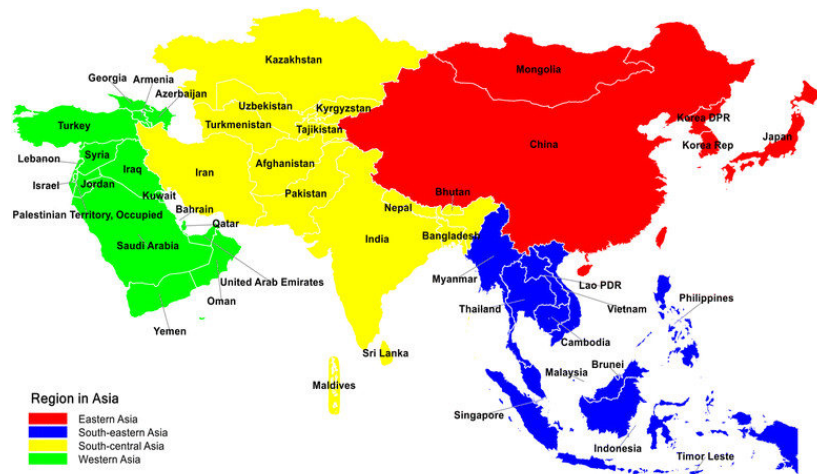 Kazakhstan
Mongolia
Georgia
Armenia
Azerbaijan
Uzbekistan
Kyrgyzstan
Turkmenistan
Tajikistan
Turkey
Korea DPR
Japan
Korea Rep
China
Lebanon
Syria
Iraq
Iran
Afghanistan
Israel
Jordan
Kuwait
Pakistan
Bhutan
Nepal
Bahrain
Palestinian Territory, Occupied
Qatar
Bangladesh
India
Saudi Arabia
Myanmar
United Arab Emirates
Lao PDR
Oman
Thailand
Vietnam
Philippines
Yemen
Cambodia
Sri Lanka
Maldives
Malaysia
Brunei
Singapore
Indonesia
Timor Leste
Region in Asia
Eastern Asia
South-eastern Asia
South-central Asia
Western Asia